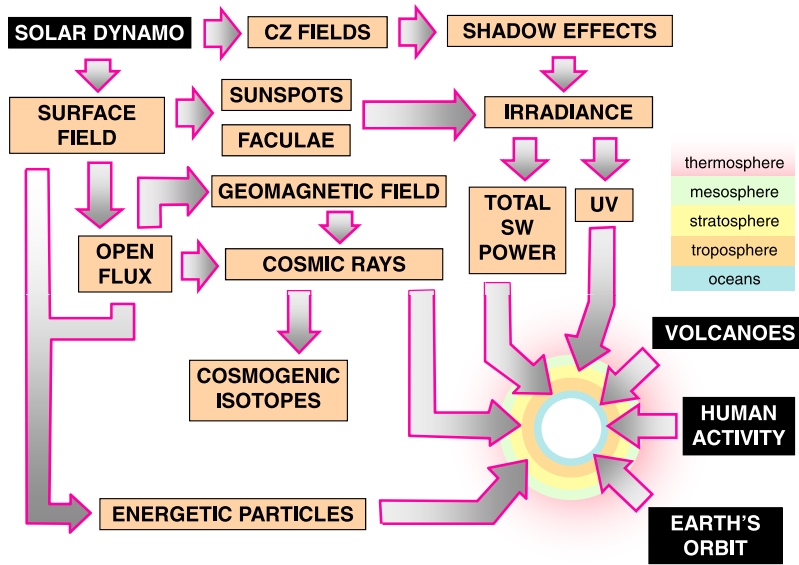 SOLAR DYNAMO
CZ FIELDS
SHADOW EFFECTS
SURFACE
FIELD
SUNSPOTS
FACULAE
IRRADIANCE
GEOMAGNETIC FIELD
TOTAL
SW
POWER
UV
thermosphere
mesosphere
stratosphere
troposphere
oceans
OPEN
FLUX
COSMIC RAYS
VOLCANOES
COSMOGENIC
ISOTOPES
HUMAN
ACTIVITY
ENERGETIC PARTICLES
EARTH'S
ORBIT